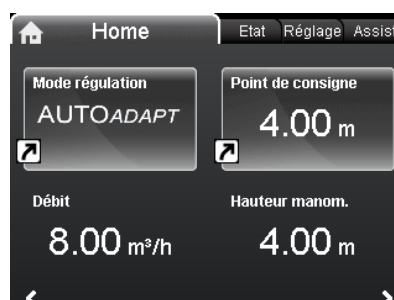 Home Etat Réglage Assist
Mode régulation Point de consigne
AUTOADAPT 4.00 m
Débit Hauteur manom.
8.00 m³/h 4.00 m